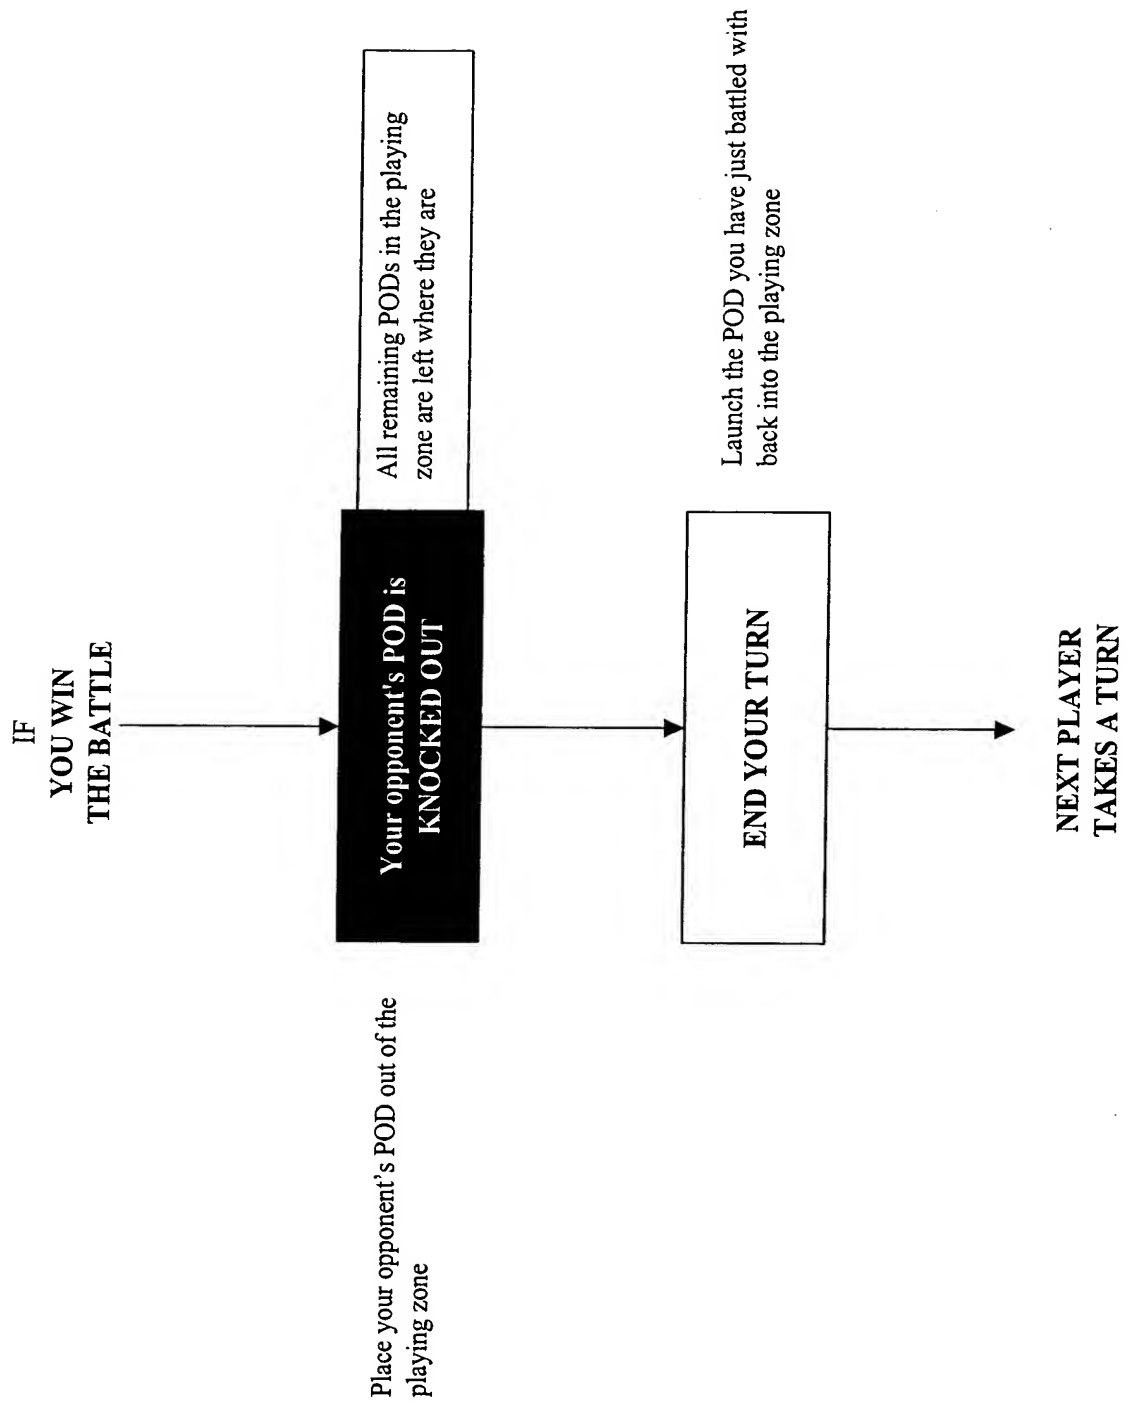 IF
YOU WIN
THE BATTLE
Place your opponent's POD out of the
playing zone
Your opponent's POD is
KNOCKED OUT
All remaining PODs in the playing
zone are left where they are
END YOUR TURN
Launch the POD you have just battled with
back into the playing zone
NEXT PLAYER
TAKES A TURN